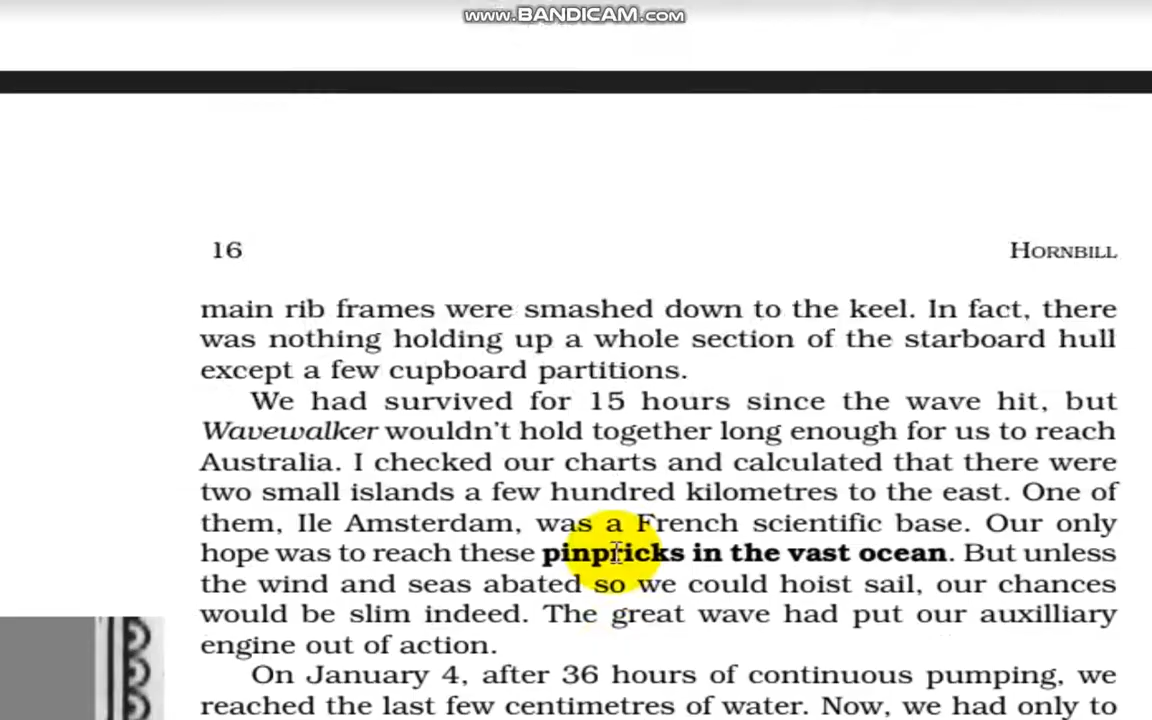 www.BANDICAM.com
16
HORNBILL
main rib frames were smashed down to the keel. In fact, there
was nothing holding up a whole section of the starboard hull
except a few cupboard partitions.
We had survived for 15 hours since the wave hit, but
Wavewalker wouldn't hold together long enough for us to reach
Australia. I checked our charts and calculated that there were
two small islands a few hundred kilometres to the east. One of
them, Ile Amsterdam, was a French scientific base. Our only
hope was to reach these pinpricks in the vast ocean. But unless
the wind and seas abated so we could hoist sail, our chances
would be slim indeed. The great wave had put our auxilliary
engine out of action.
On January 4, after 36 hours of continuous pumping, we
reached the last few centimetres of water. Now, we had only to